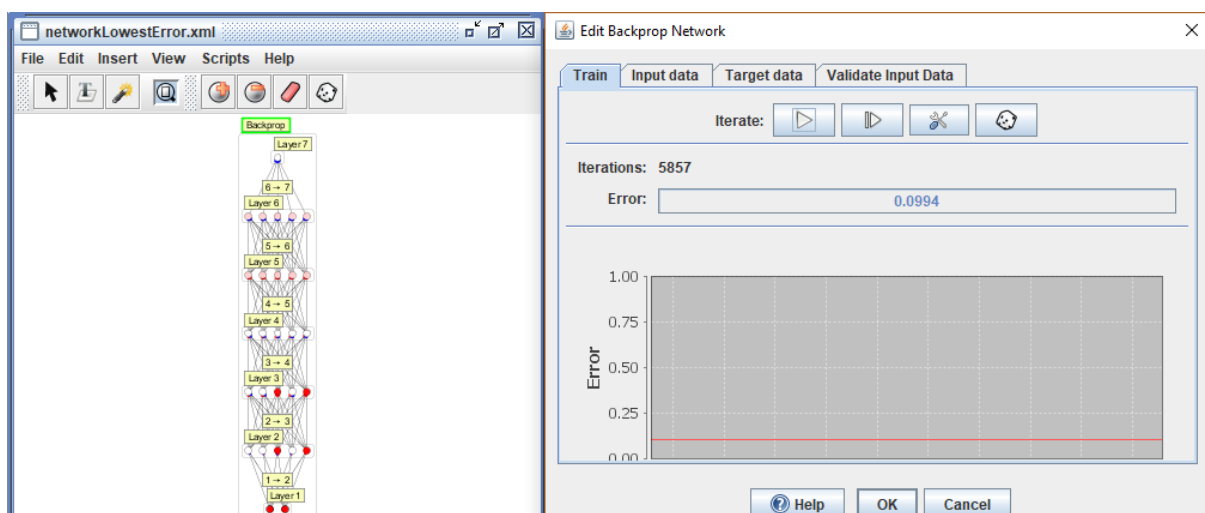 networkLowestError.xml
File Edit Insert View Scripts Help
Backprop
Layer 7
6→7
Layer 6
5→6
Layer 5
4→5
Layer 4
3→4
Layer 3
2→3
Layer 2
1→2
Layer 1
Edit Backprop Network
Train Input data Target data Validate Input Data
Iterate:
Iterations: 5857
Error: 0.0994
1.00
0.75
0.50
0.25
0.00
Error
Help OK Cancel